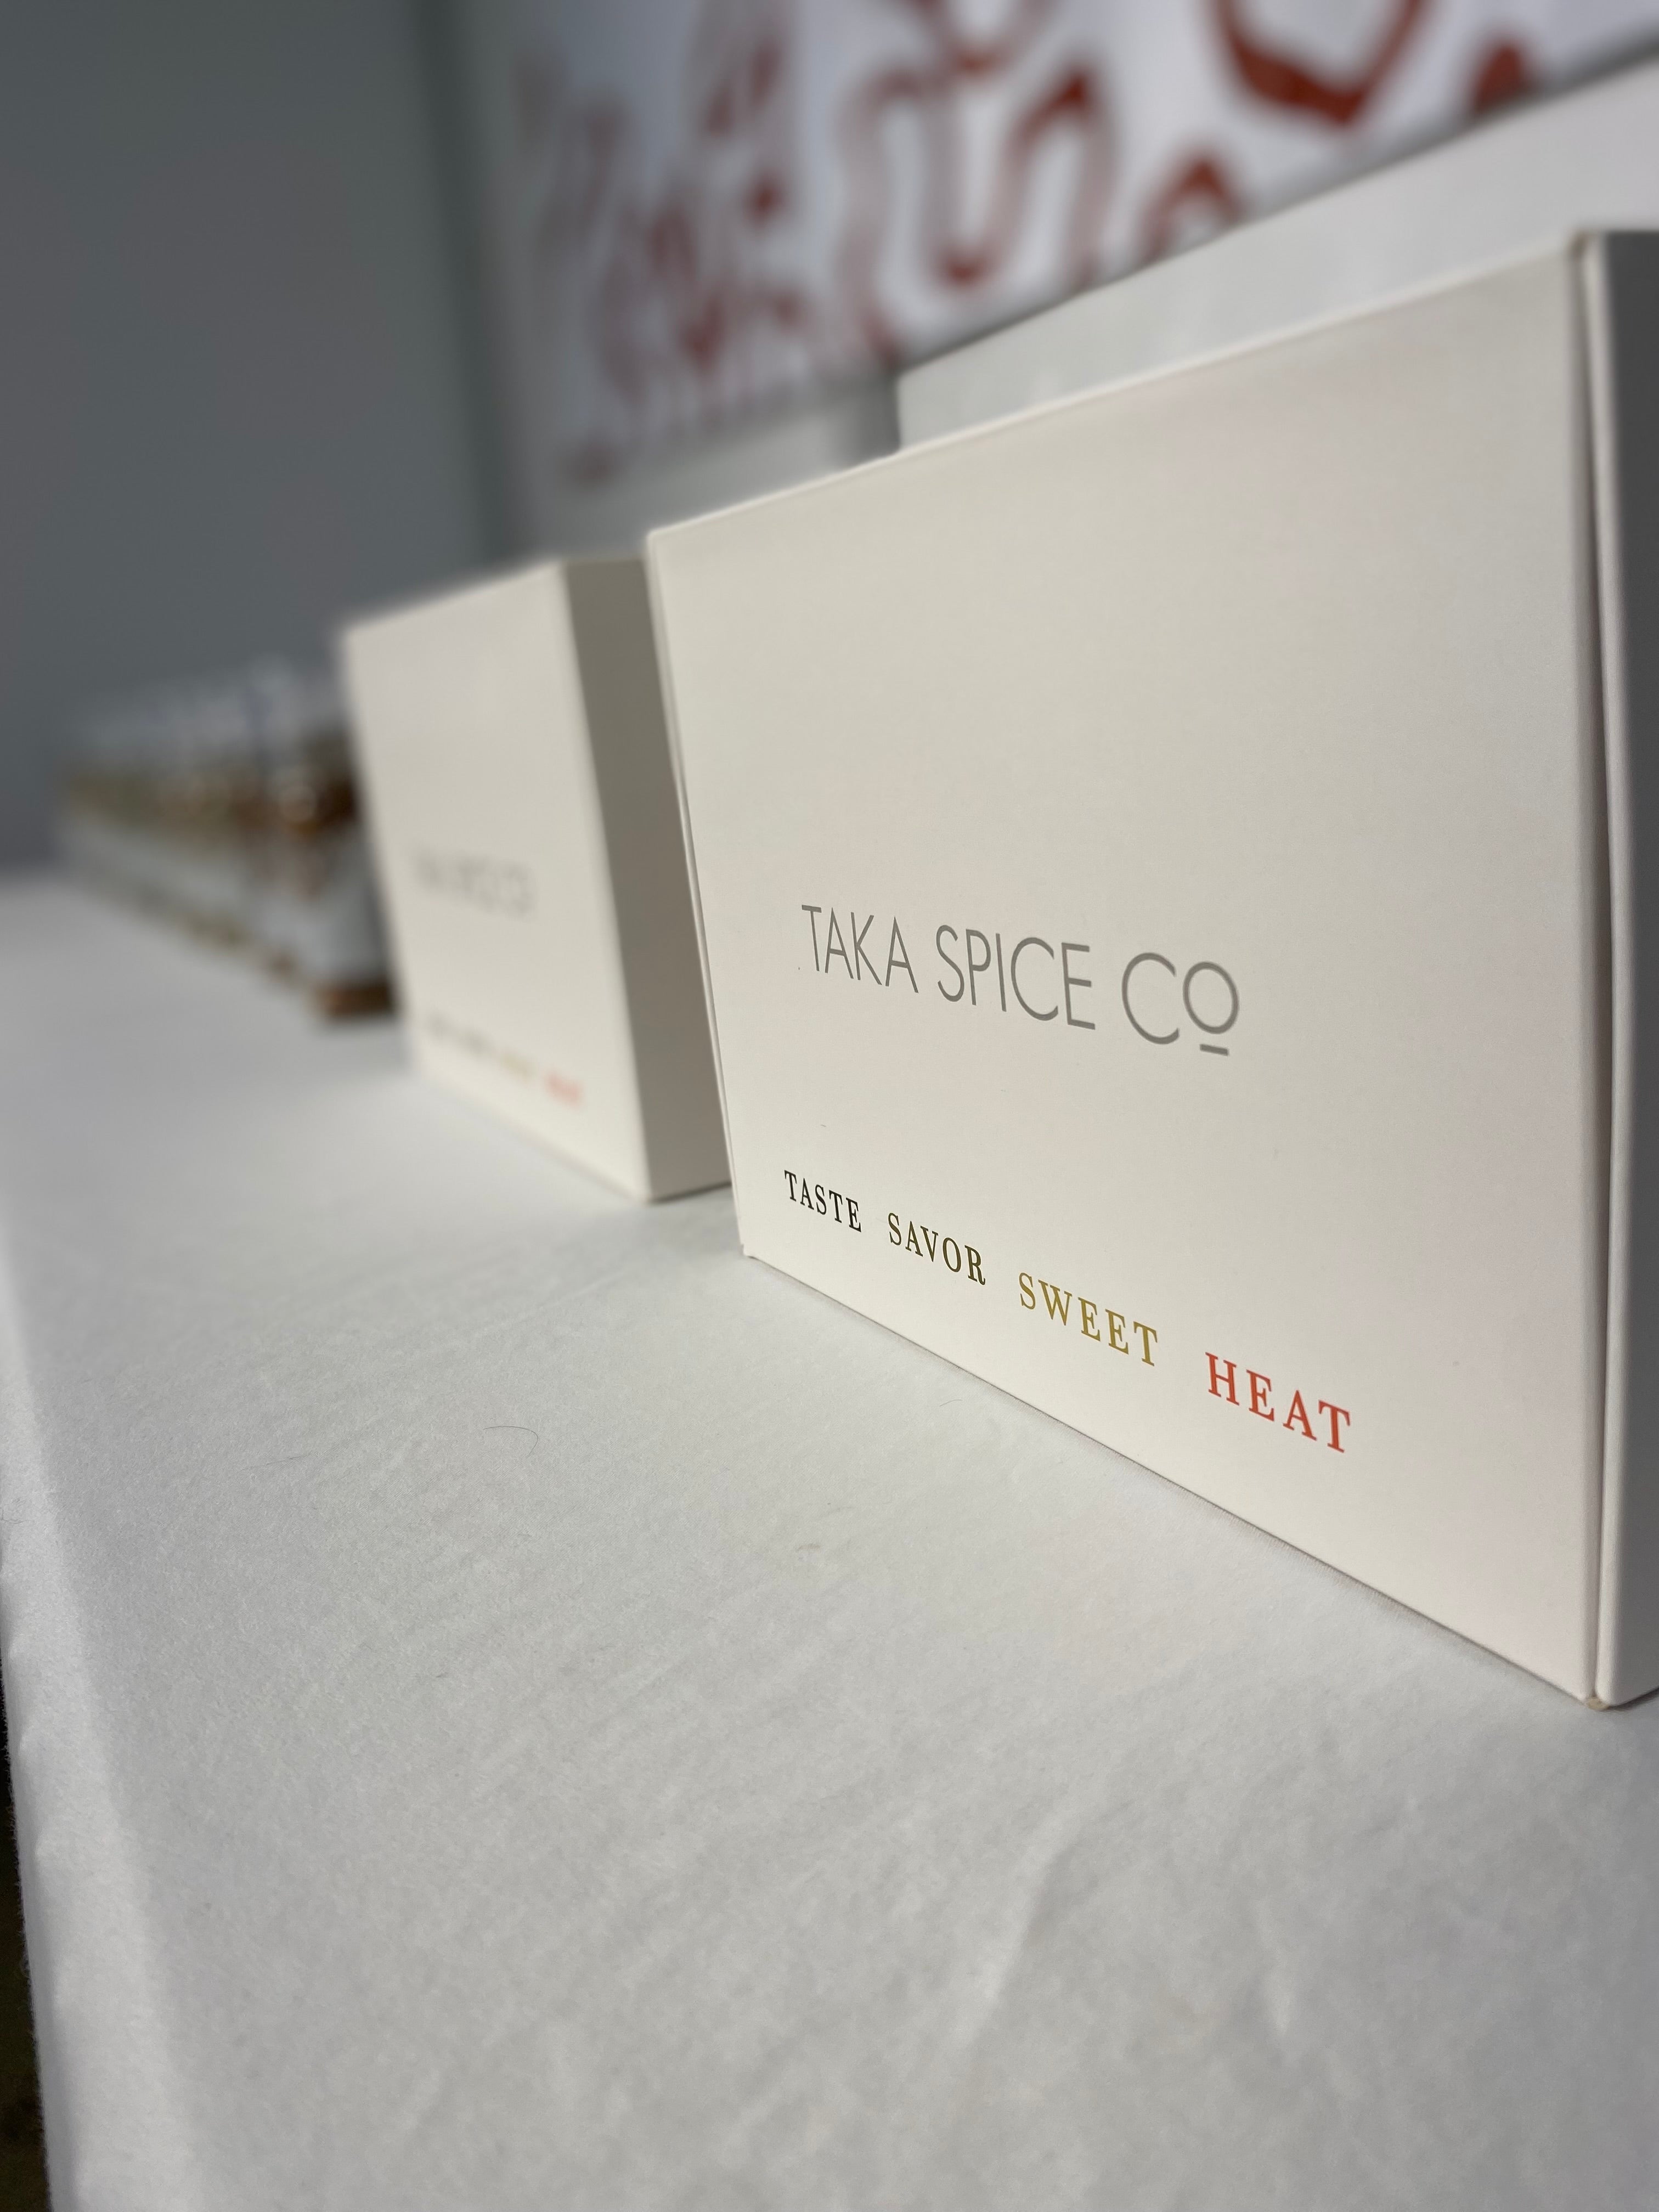 TAKA SPICE CO
TASTE SAVOR SWEET HEAT